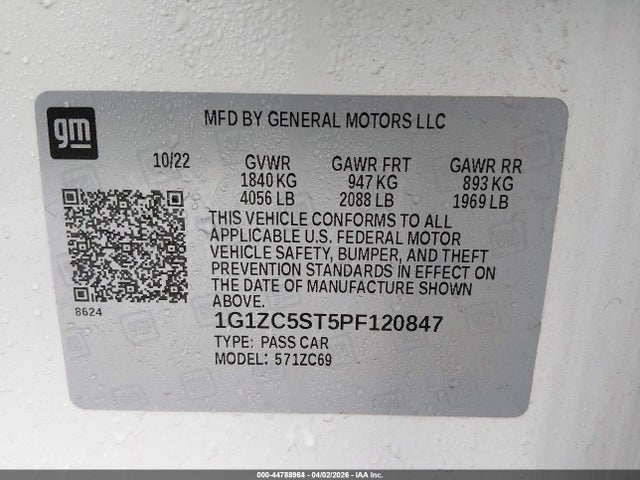 gm
MFD BY GENERAL MOTORS LLC
10/22 GVWR GAWR FRT GAWR RR
1840 KG 947 KG 893 KG
4056 LB 2088 LB 1969 LB
THIS VEHICLE CONFORMS TO ALL
APPLICABLE U.S. FEDERAL MOTOR
VEHICLE SAFETY, BUMPER, AND THEFT
PREVENTION STANDARDS IN EFFECT ON
THE DATE OF MANUFACTURE SHOWN
ABOVE.
8624
1G1ZC5ST5PF120847
TYPE: PASS CAR
MODEL: 571ZC69
000-44788964 - 04/02/2026 - IAA Inc.